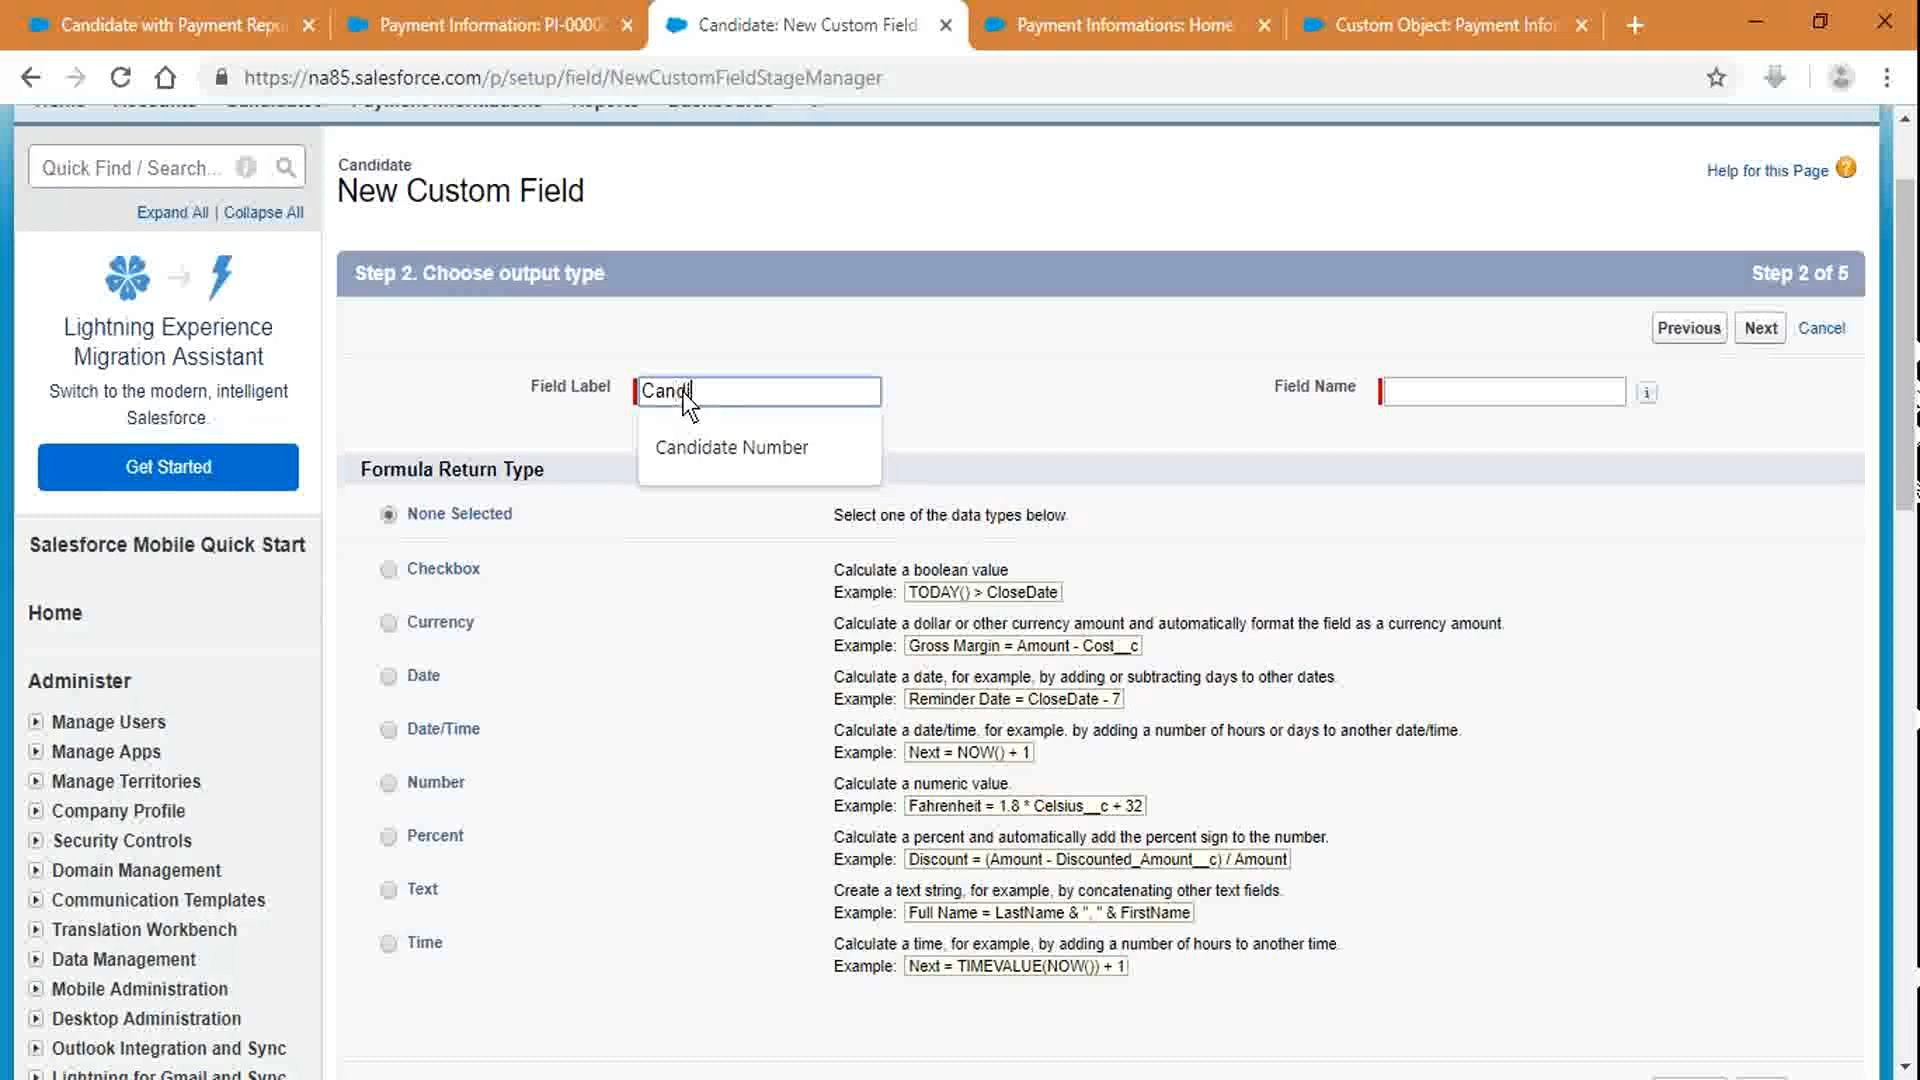 Candidate with Payment Repo
Payment Information: PI-0000
Candidate: New Custom Field
Payment Informations: Home
Custom Object: Payment Infor
https://na85.salesforce.com/p/setup/field/NewCustomFieldStageManager
Quick Find / Search...
Expand All | Collapse All
Lightning Experience
Migration Assistant
Switch to the modern, intelligent
Salesforce.
Get Started
Salesforce Mobile Quick Start
Home
Administer
Manage Users
Manage Apps
Manage Territories
Company Profile
Security Controls
Domain Management
Communication Templates
Translation Workbench
Data Management
Mobile Administration
Desktop Administration
Outlook Integration and Sync
Lightning for Gmail and Sync
Candidate
New Custom Field
Help for this Page
Step 2. Choose output type
Step 2 of 5
Previous
Next
Cancel
Field Label
Candi
Field Name
i
Candidate Number
Formula Return Type
None Selected
Select one of the data types below.
Checkbox
Calculate a boolean value
Example: TODAY() > CloseDate
Currency
Calculate a dollar or other currency amount and automatically format the field as a currency amount.
Example: Gross Margin = Amount - Cost__c
Date
Calculate a date, for example, by adding or subtracting days to other dates.
Example: Reminder Date = CloseDate - 7
Date/Time
Calculate a date/time, for example, by adding a number of hours or days to another date/time.
Example: Next = NOW() + 1
Number
Calculate a numeric value.
Example: Fahrenheit = 1.8 * Celsius__c + 32
Percent
Calculate a percent and automatically add the percent sign to the number.
Example: Discount = (Amount - Discounted_Amount__c) / Amount
Text
Create a text string, for example, by concatenating other text fields.
Example: Full Name = LastName & ", " & FirstName
Time
Calculate a time, for example, by adding a number of hours to another time.
Example: Next = TIMEVALUE(NOW()) + 1